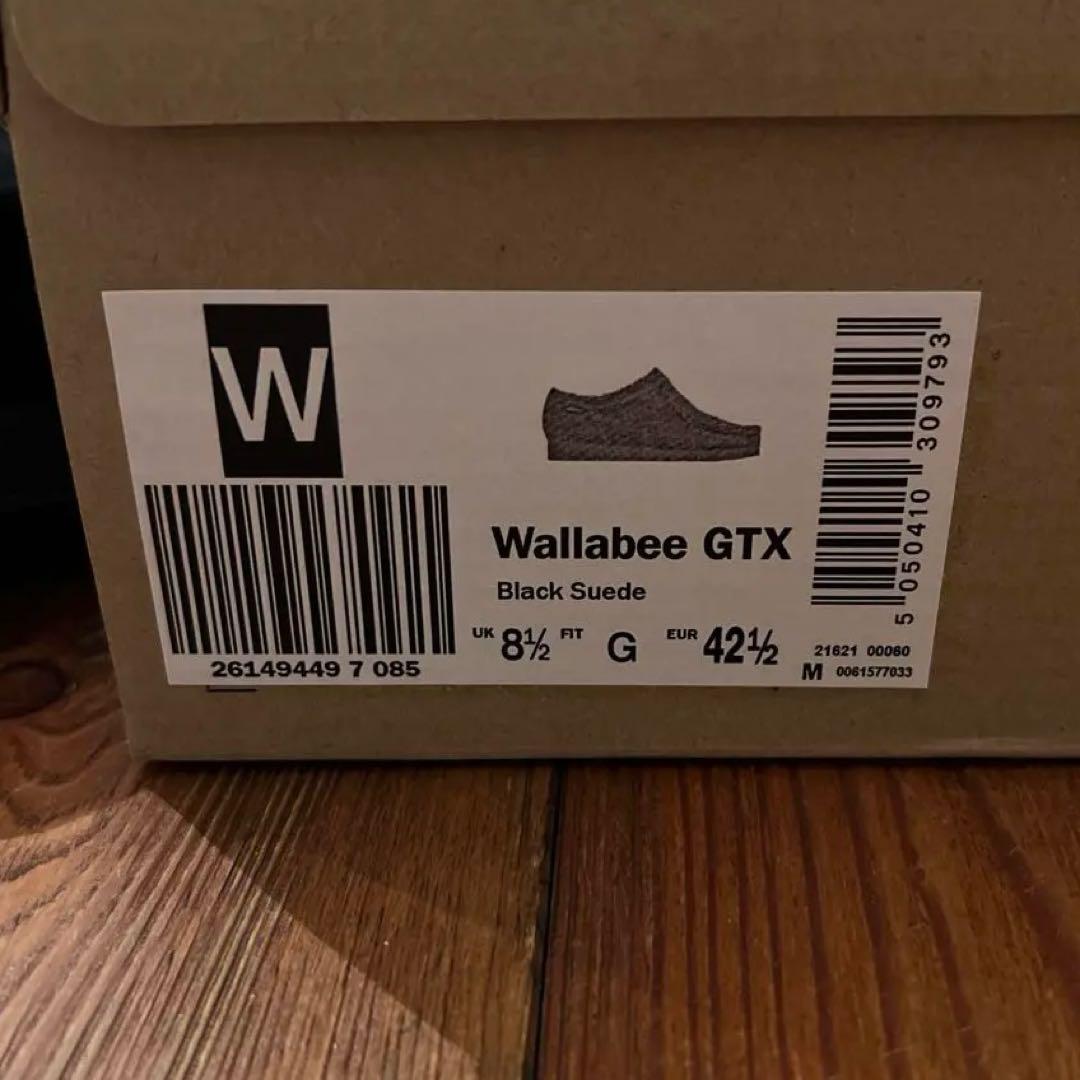 W
26149449 7 085
Wallabee GTX
Black Suede
UK 8½ FIT G EUR 42½
5 050410 309793
21621 00060
M 0061577033